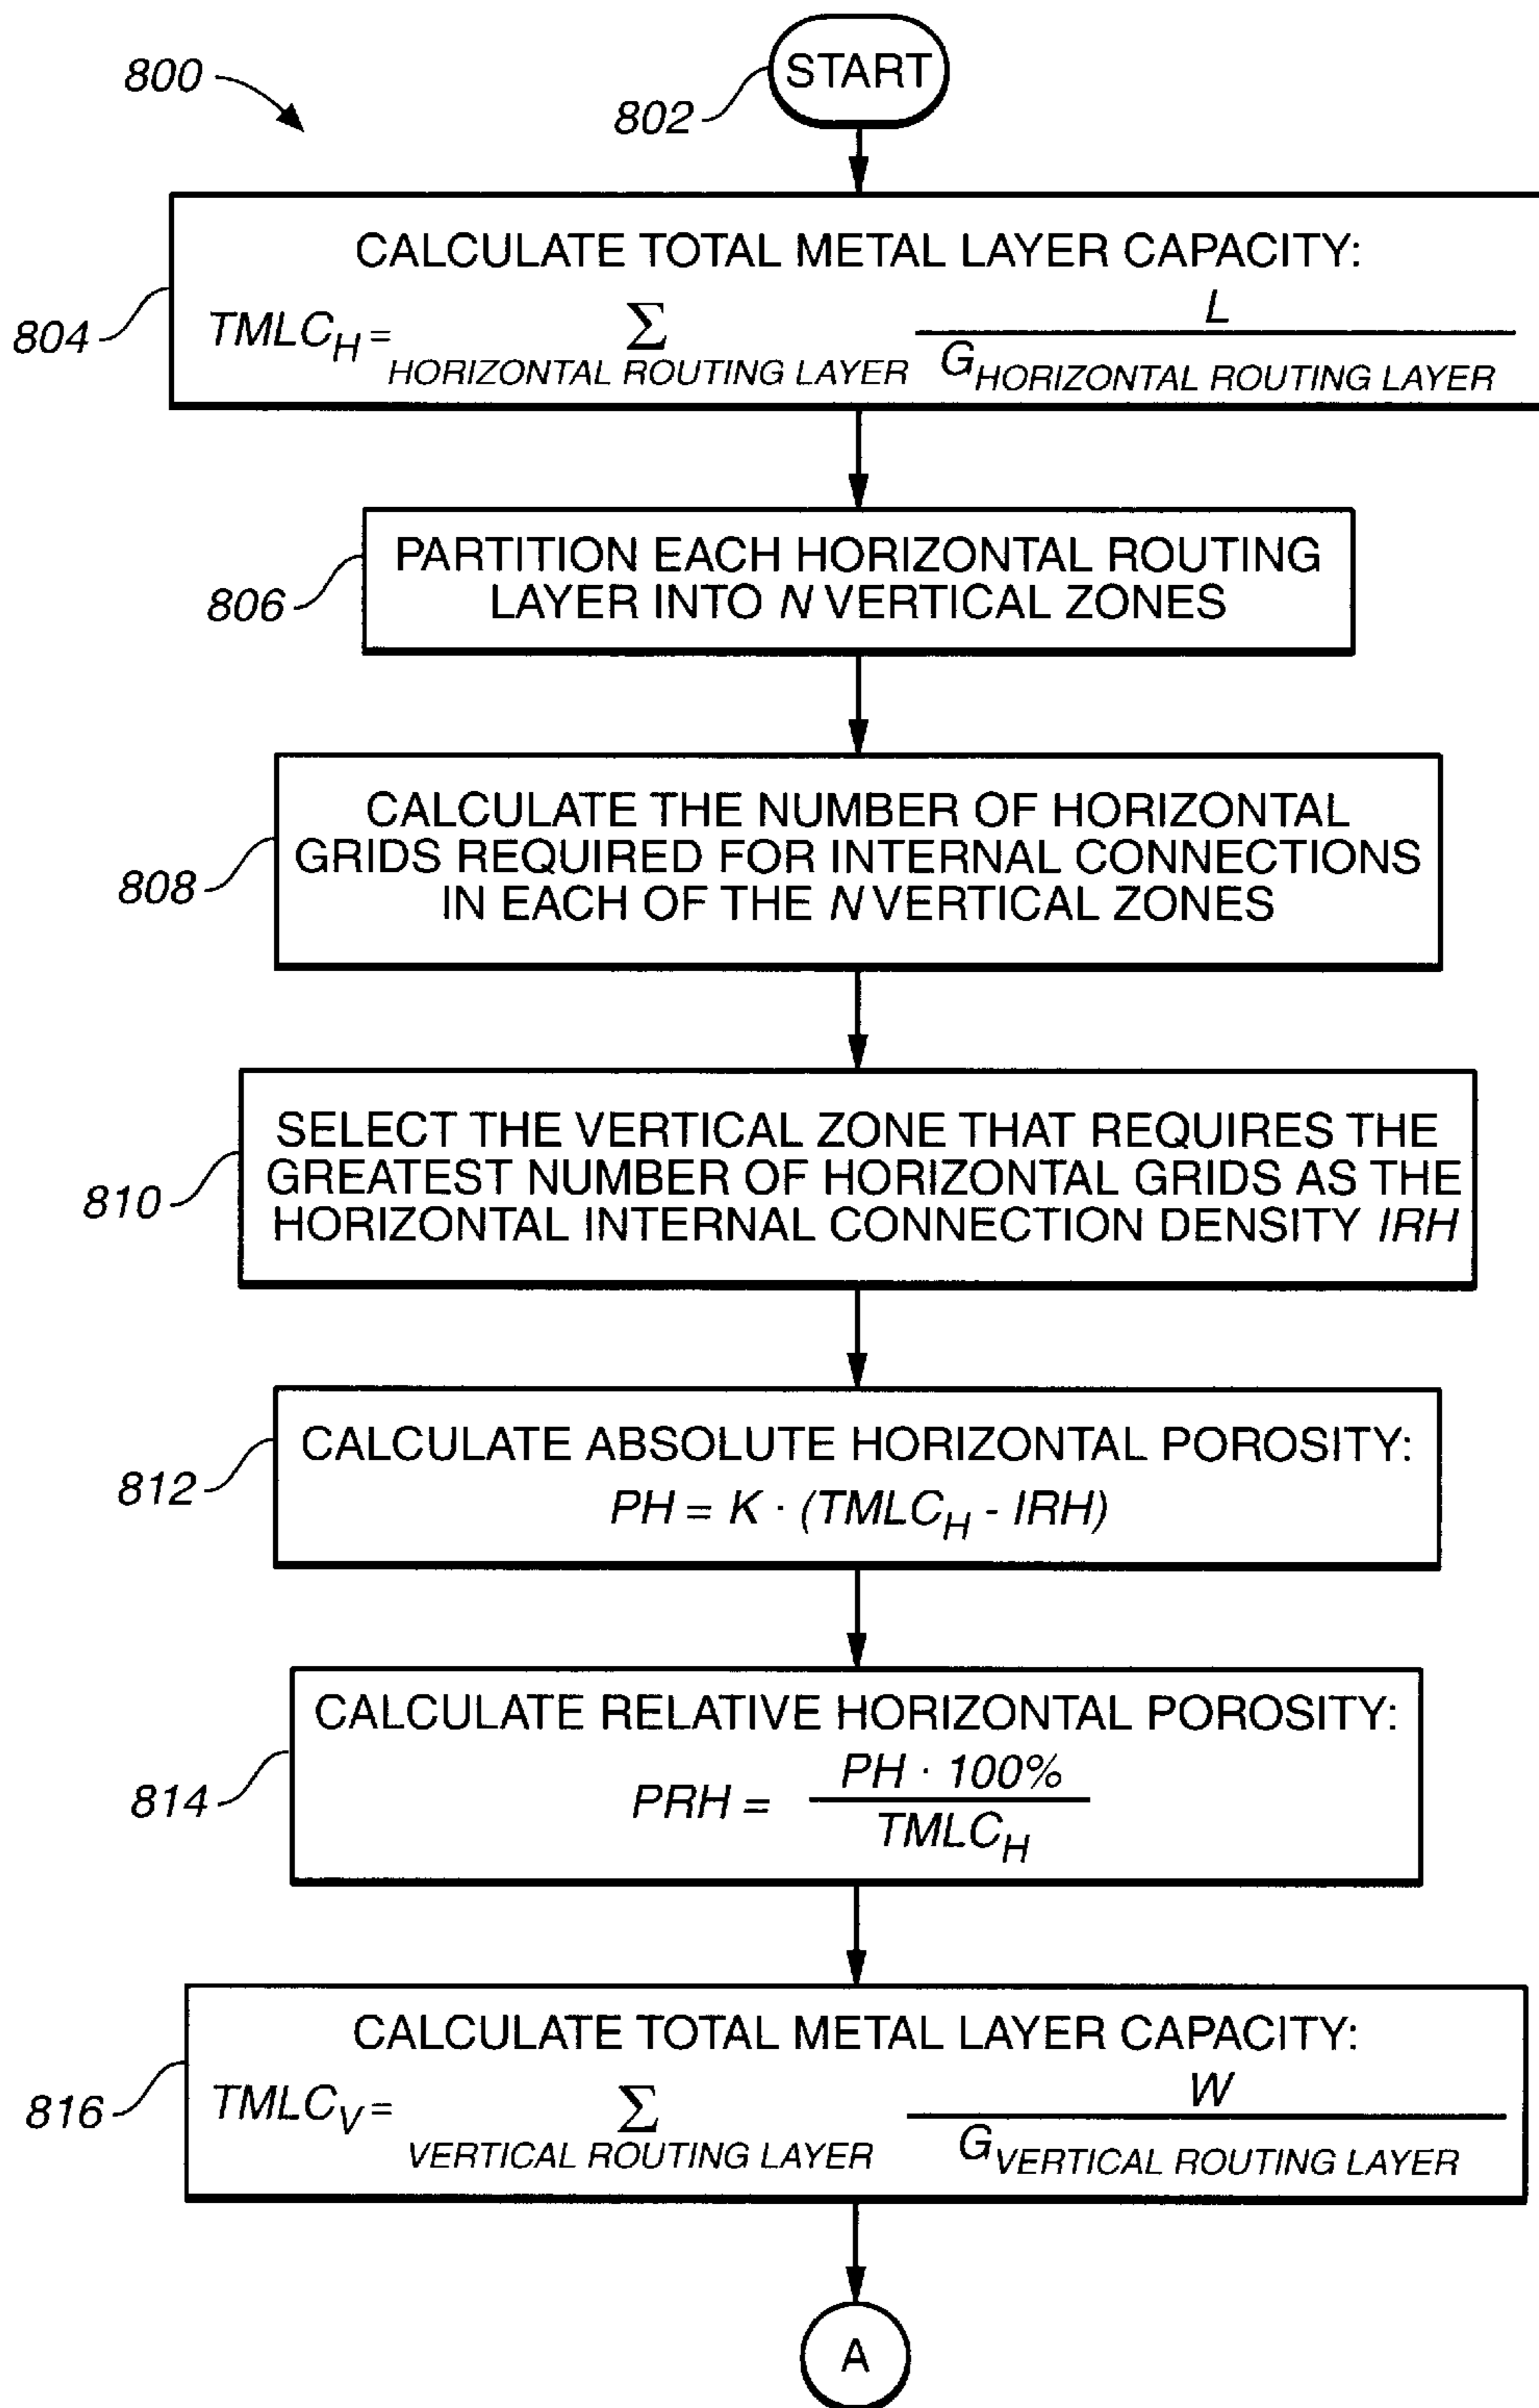 800
START
802
CALCULATE TOTAL METAL LAYER CAPACITY:
TMLC_H = Σ HORIZONTAL ROUTING LAYER L / G_HORIZONTAL ROUTING LAYER
804
PARTITION EACH HORIZONTAL ROUTING
LAYER INTO N VERTICAL ZONES
806
CALCULATE THE NUMBER OF HORIZONTAL
GRIDS REQUIRED FOR INTERNAL CONNECTIONS
IN EACH OF THE N VERTICAL ZONES
808
SELECT THE VERTICAL ZONE THAT REQUIRES THE
GREATEST NUMBER OF HORIZONTAL GRIDS AS THE
HORIZONTAL INTERNAL CONNECTION DENSITY IRH
810
CALCULATE ABSOLUTE HORIZONTAL POROSITY:
PH = K · (TMLC_H - IRH)
812
CALCULATE RELATIVE HORIZONTAL POROSITY:
PRH = PH · 100% / TMLC_H
814
CALCULATE TOTAL METAL LAYER CAPACITY:
TMLC_V = Σ VERTICAL ROUTING LAYER W / G_VERTICAL ROUTING LAYER
816
A